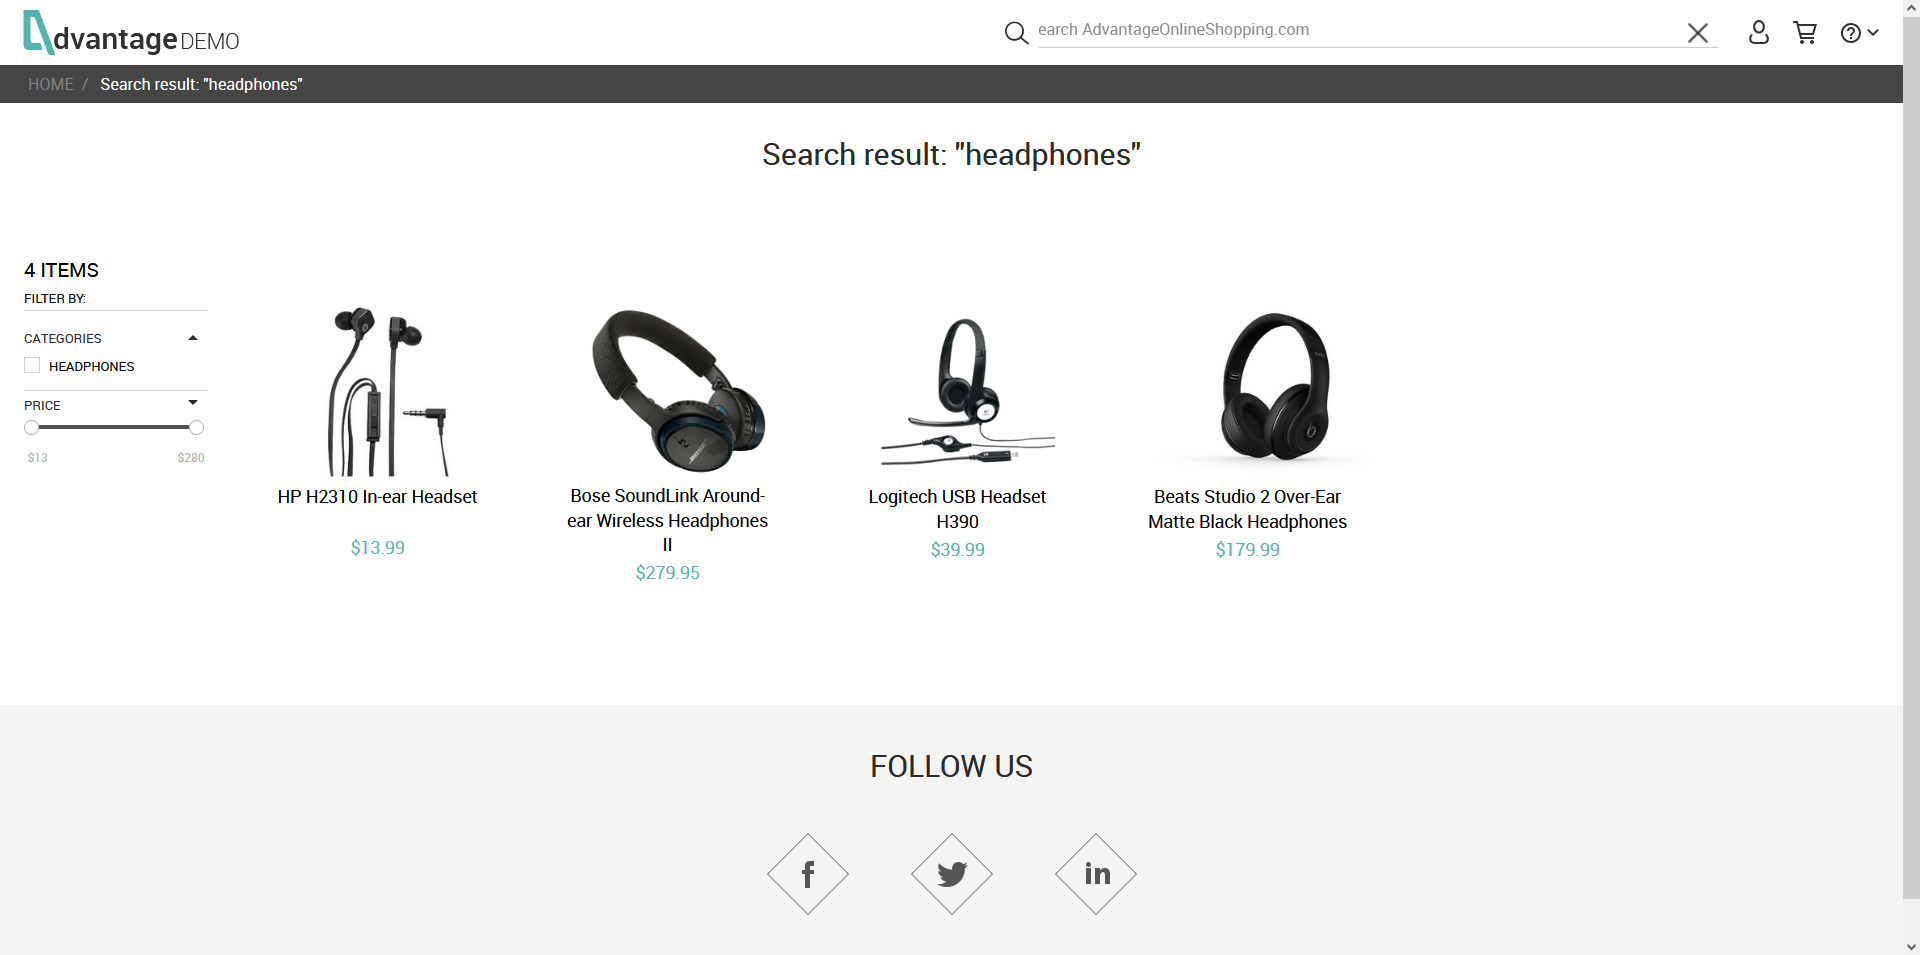 dvantage DEMO
earch AdvantageOnlineShopping.com
HOME / Search result: "headphones"
Search result: "headphones"
4 ITEMS
FILTER BY:
CATEGORIES
HEADPHONES
PRICE
$13 $280
HP H2310 In-ear Headset
$13.99
Bose SoundLink Around-
ear Wireless Headphones
II
$279.95
Logitech USB Headset
H390
$39.99
Beats Studio 2 Over-Ear
Matte Black Headphones
$179.99
FOLLOW US